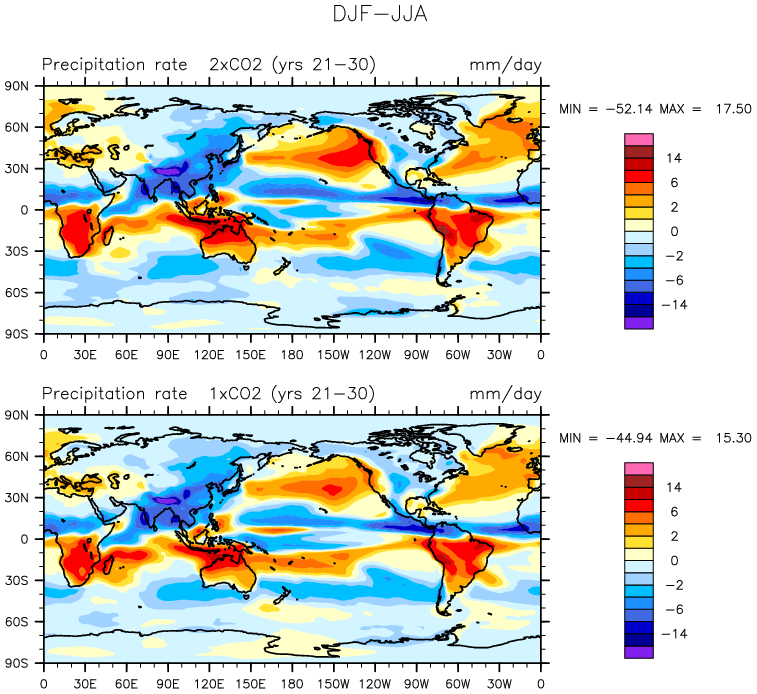 DJF−JJA
Precipitation rate 2xCO2 (yrs 21−30) mm/day
MIN = −52.14 MAX = 17.50
90N
60N
30N
0
30S
60S
90S
0 30E 60E 90E 120E 150E 180 150W 120W 90W 60W 30W 0
14
6
2
0
−2
−6
−14
Precipitation rate 1xCO2 (yrs 21−30) mm/day
MIN = −44.94 MAX = 15.30
90N
60N
30N
0
30S
60S
90S
0 30E 60E 90E 120E 150E 180 150W 120W 90W 60W 30W 0
14
6
2
0
−2
−6
−14